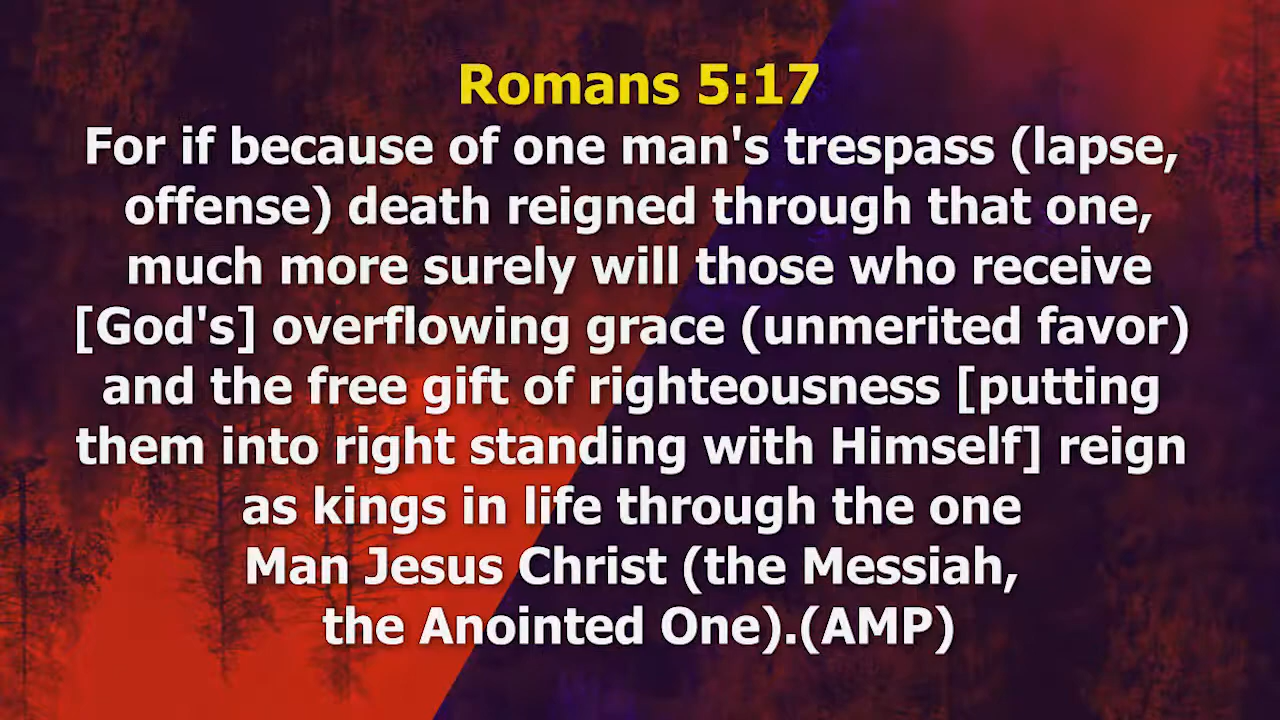 Romans 5:17
For if because of one man's trespass (lapse,
offense) death reigned through that one,
much more surely will those who receive
[God's] overflowing grace (unmerited favor)
and the free gift of righteousness [putting
them into right standing with Himself] reign
as kings in life through the one
Man Jesus Christ (the Messiah,
the Anointed One).(AMP)